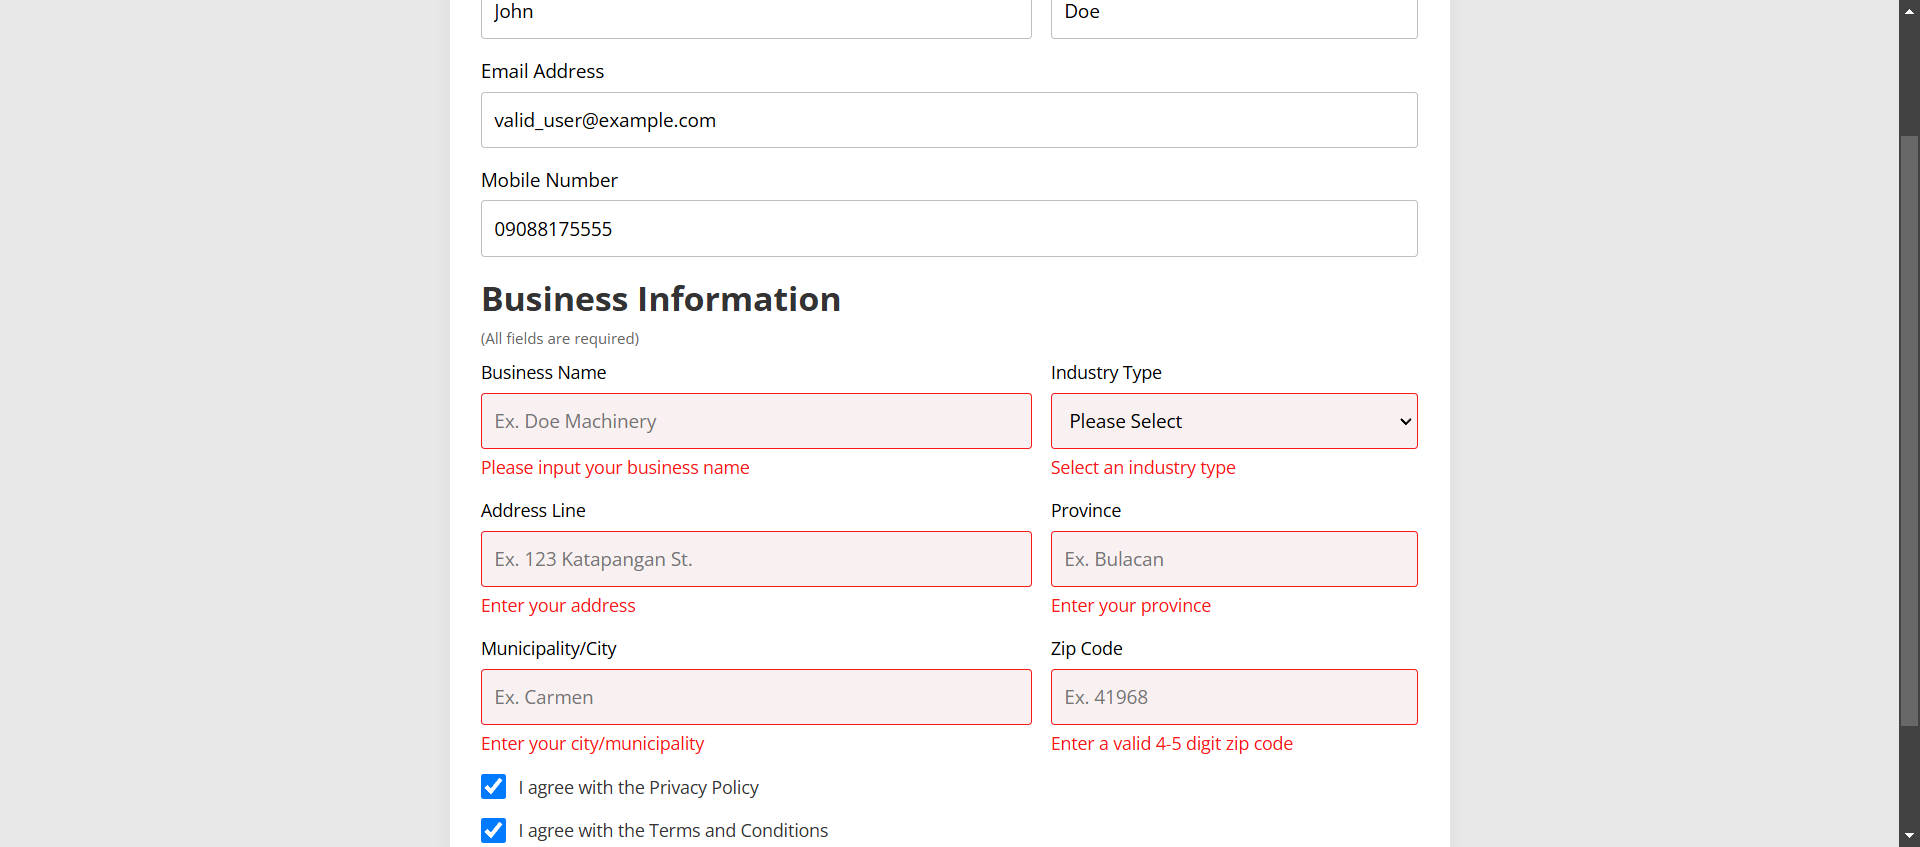 John Doe
Email Address
valid_user@example.com
Mobile Number
09088175555
Business Information
(All fields are required)
Business Name Industry Type
Ex. Doe Machinery Please Select
Please input your business name Select an industry type
Address Line Province
Ex. 123 Katapangan St. Ex. Bulacan
Enter your address Enter your province
Municipality/City Zip Code
Ex. Carmen Ex. 41968
Enter your city/municipality Enter a valid 4-5 digit zip code
I agree with the Privacy Policy
I agree with the Terms and Conditions